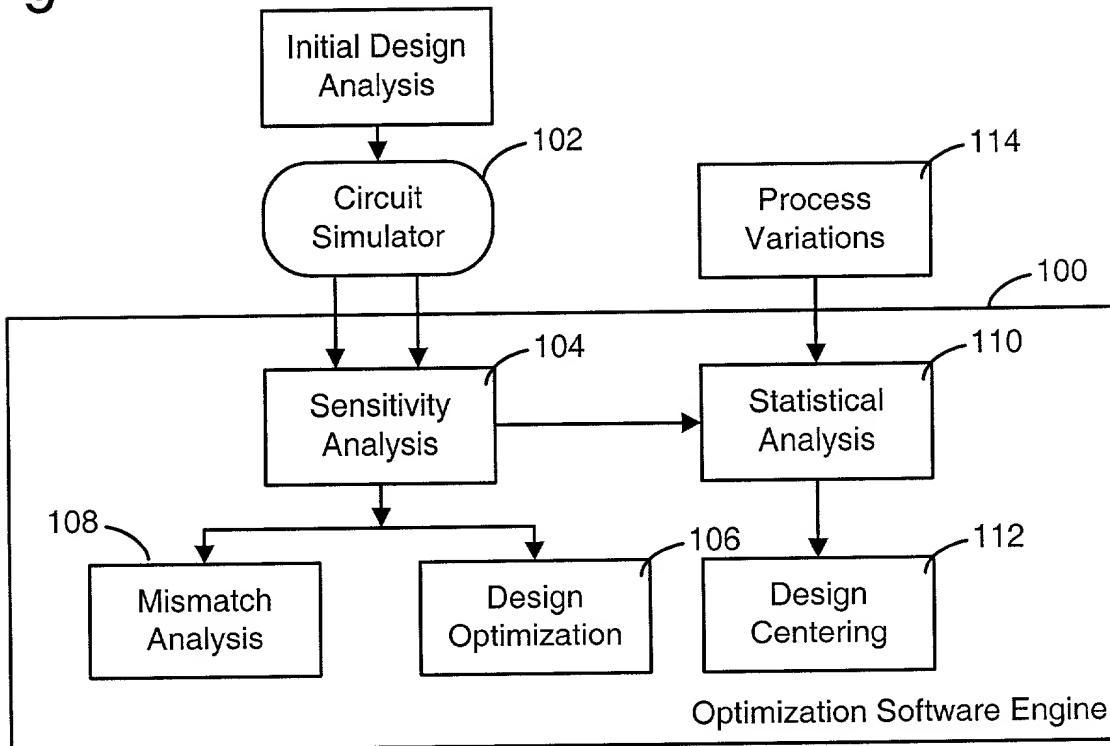 Initial Design
Analysis
102
114
Circuit
Simulator
Process
Variations
100
104
110
Sensitivity
Analysis
Statistical
Analysis
108
106
112
Mismatch
Analysis
Design
Optimization
Design
Centering
Optimization Software Engine